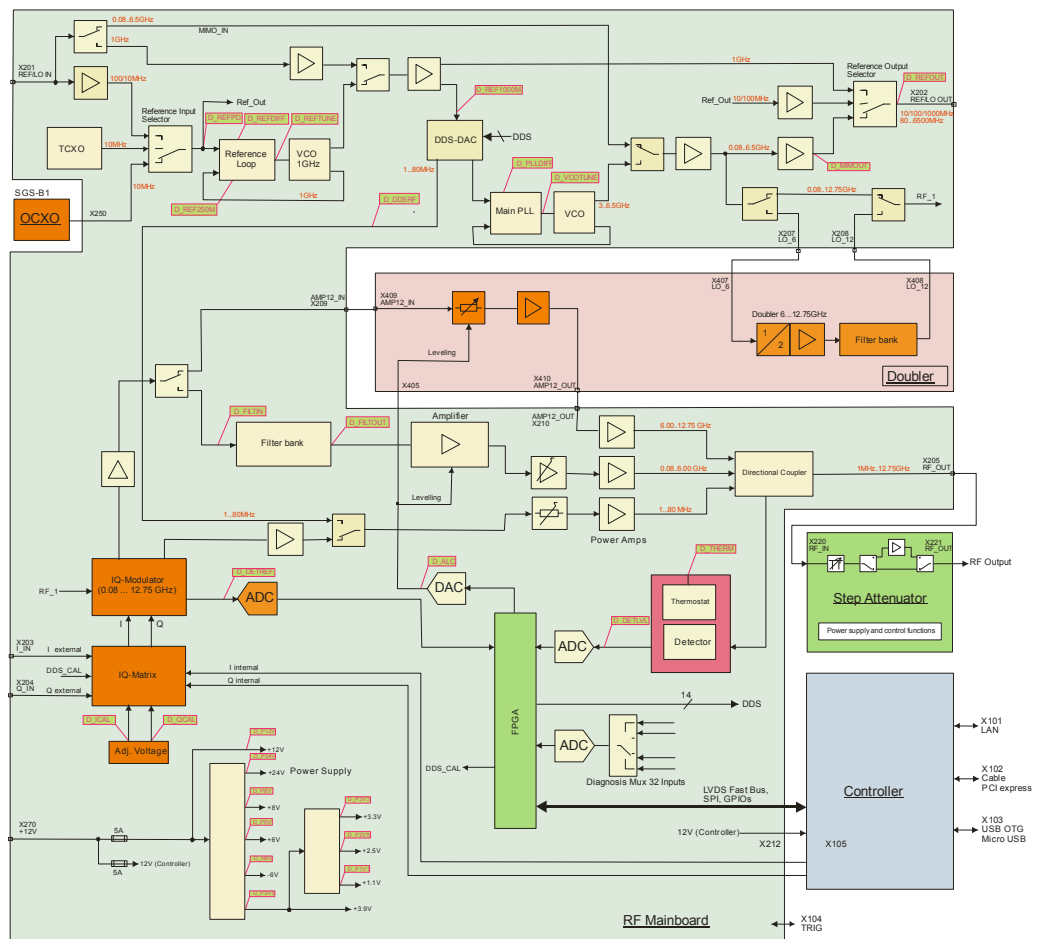 0.08..6.5GHz
MIMO_IN
1GHz
X201
REF/LO IN
100/10MHz
Reference Input
Selector
Ref_Out
TCXO
10MHz
D_REFPD
D_REFDIFF
D_REFTUNE
Reference
Loop
VCO
1GHz
10MHz
1GHz
D_REF250M
SGS-B1
OCXO
X250
D_REF1000M
DDS-DAC
DDS
1...80MHz
D_DDSRF
D_PLLDIFF
D_VCOTUNE
Main PLL
VCO
3..6.5GHz
1GHz
Reference Output
Selector
D_REFOUT
X202
REF/LO OUT
Ref_Out
10/100MHz
10/100/1000MHz
80...6500MHz
0.08..6.5GHz
D_MIMOUT
0.08..12.75GHz
RF_1
X207
LO_6
X208
LO_12
AMP12_IN
X209
X409
AMP12_IN
X407
LO_6
X408
LO_12
Doubler 6...12.75GHz
1
2
Filter bank
Leveling
X405
X410
AMP12_OUT
Doubler
D_FILTIN
Filter bank
D_FILTOUT
Amplifier
AMP12_OUT
X210
6.00...12.75 GHz
0.08...6.00 GHz
Directional Coupler
1MHz..12.75GHz
X205
RF_OUT
Levelling
1...80MHz
1...80 MHz
Power Amps
IQ-Modulator
(0.08 ... 12.75 GHz)
RF_1
D_DETREF
ADC
D_ALC
DAC
D_THERM
Thermostat
Detector
D_DETLVL
ADC
X220
RF_IN
X221
RF_OUT
RF Output
Step Attenuator
Power supply and control functions
I
Q
X203
I_IN
I external
DDS_CAL
X204
Q_IN
Q external
IQ-Matrix
I internal
Q internal
D_ICAL
D_QCAL
Adj. Voltage
FPGA
14
DDS
ADC
Diagnosis Mux 32 Inputs
DDS_CAL
LVDS Fast Bus,
SPI, GPIOs
12V (Controller)
X212
X105
Controller
X101
LAN
X102
Cable
PCI express
X103
USB OTG
Micro USB
+12V
+24V
Power Supply
+8V
+6V
-6V
+3.9V
+3.3V
+2.5V
+1.1V
X270
+12V
5A
12V (Controller)
5A
RF Mainboard
X104
TRIG